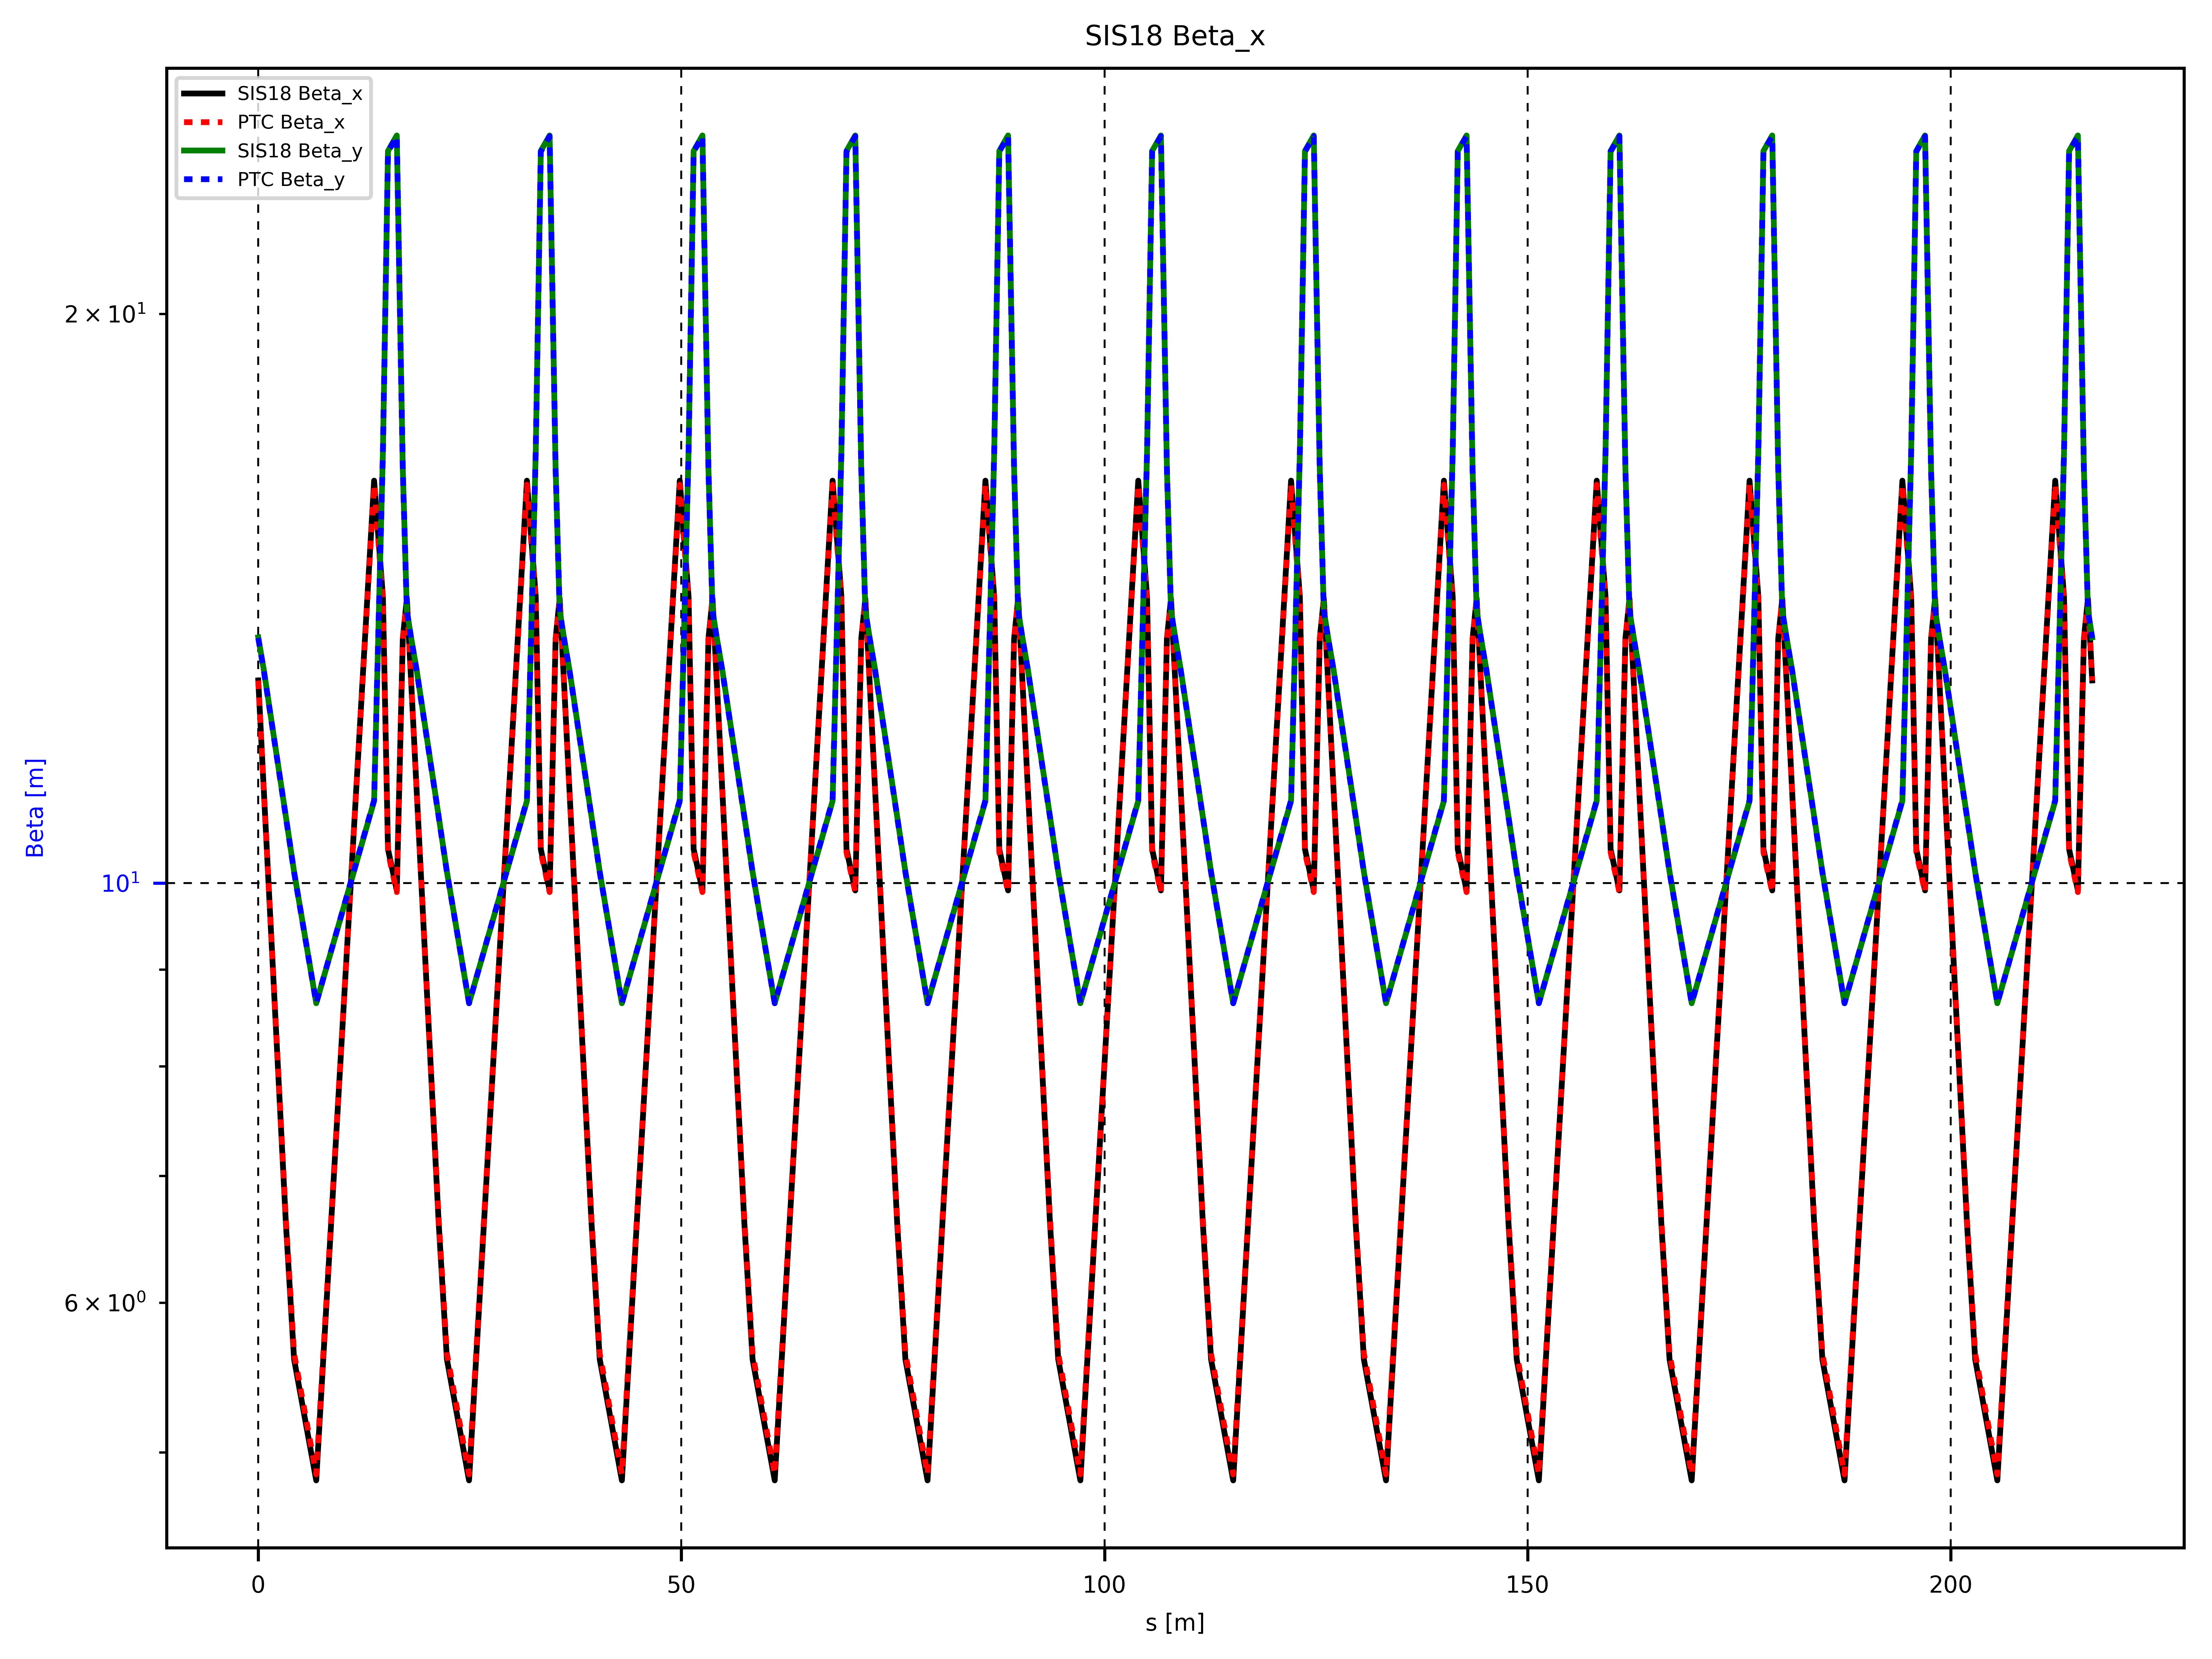 SIS18 Beta_x
SIS18 Beta_x
PTC Beta_x
SIS18 Beta_y
PTC Beta_y
2 × 10¹
10¹
6 × 10⁰
Beta [m]
0 50 100 150 200
s [m]